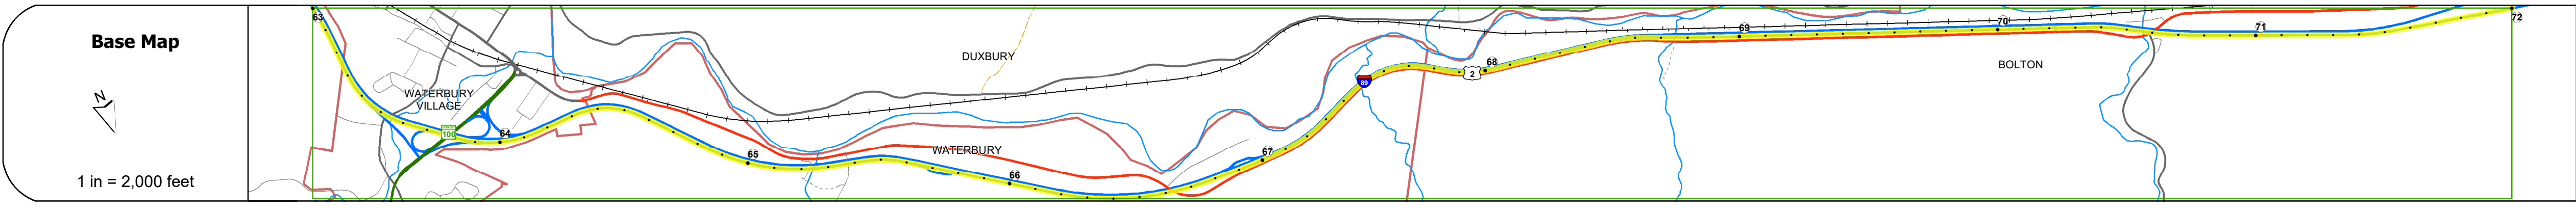 Base Map
1 in = 2,000 feet
N
63
WATERBURY
VILLAGE
100
64
65
DUXBURY
WATERBURY
66
67
89
2
68
69
70
BOLTON
71
72